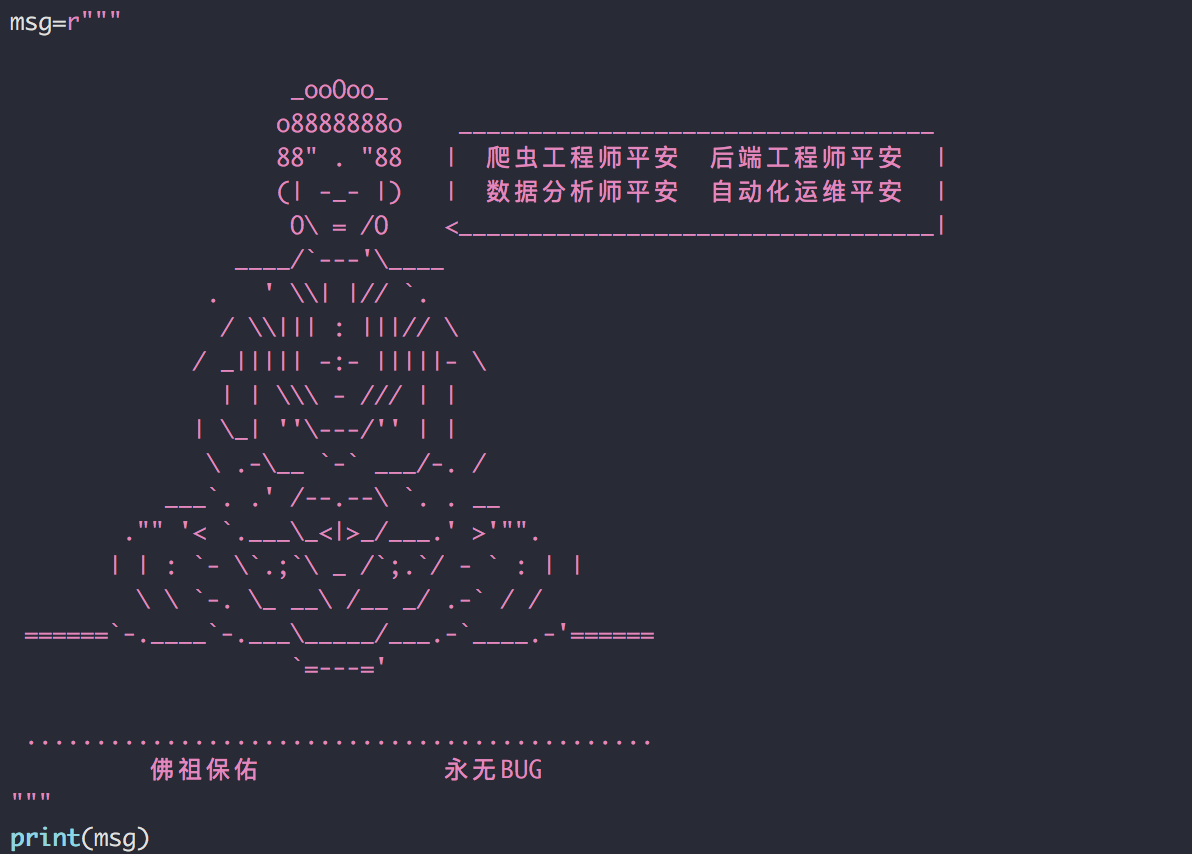 msg=r"""

                    _ooOoo_
                   o8888888o    __________________________________
                   88" . "88   |  爬虫工程师平安  后端工程师平安  |
                   (| -_- |)   |  数据分析师平安  自动化运维平安  |
                    O\ = /O    <__________________________________|
                ____/`---'\____
              .   ' \\| |// `.
               / \\||| : |||// \
             / _||||| -:- |||||- \
               | | \\\ - /// | |
             | \_| ''\---/'' | |
              \ .-\__ `-` ___/-. /
           ___`. .' /--.--\ `. . __
        ."" '< `.___\_<|>_/___.' >'"".
       | | : `- \`.;`\ _ /`;.`/ - ` : | |
         \ \ `-. \_ __\ /__ _/ .-` / /
 ======`-.____`-.___\_____/___.-`____.-'======
                    `=---='

 .............................................
          佛祖保佑             永无BUG
"""
print(msg)